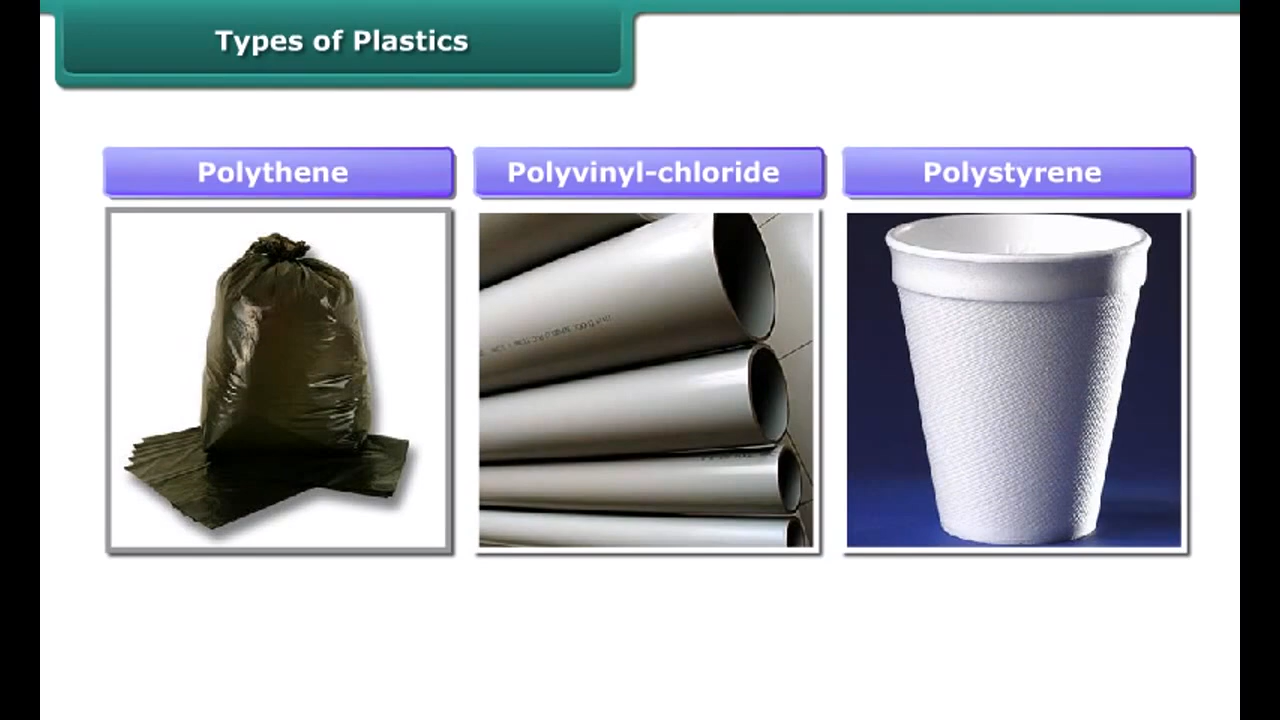 Types of Plastics
Polythene
Polyvinyl-chloride
Polystyrene